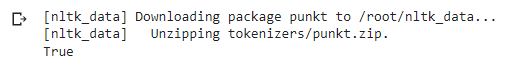 [nltk_data] Downloading package punkt to /root/nltk_data...
[nltk_data]   Unzipping tokenizers/punkt.zip.
True